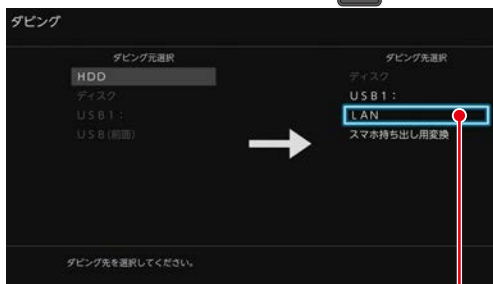 ダビング
ダビング元選択
HDD
ディスク
USB1:
USB(前面)
ダビング先選択
ディスク
USB1:
LAN
スマホ持ち出し用変換
ダビング先を選択してください。